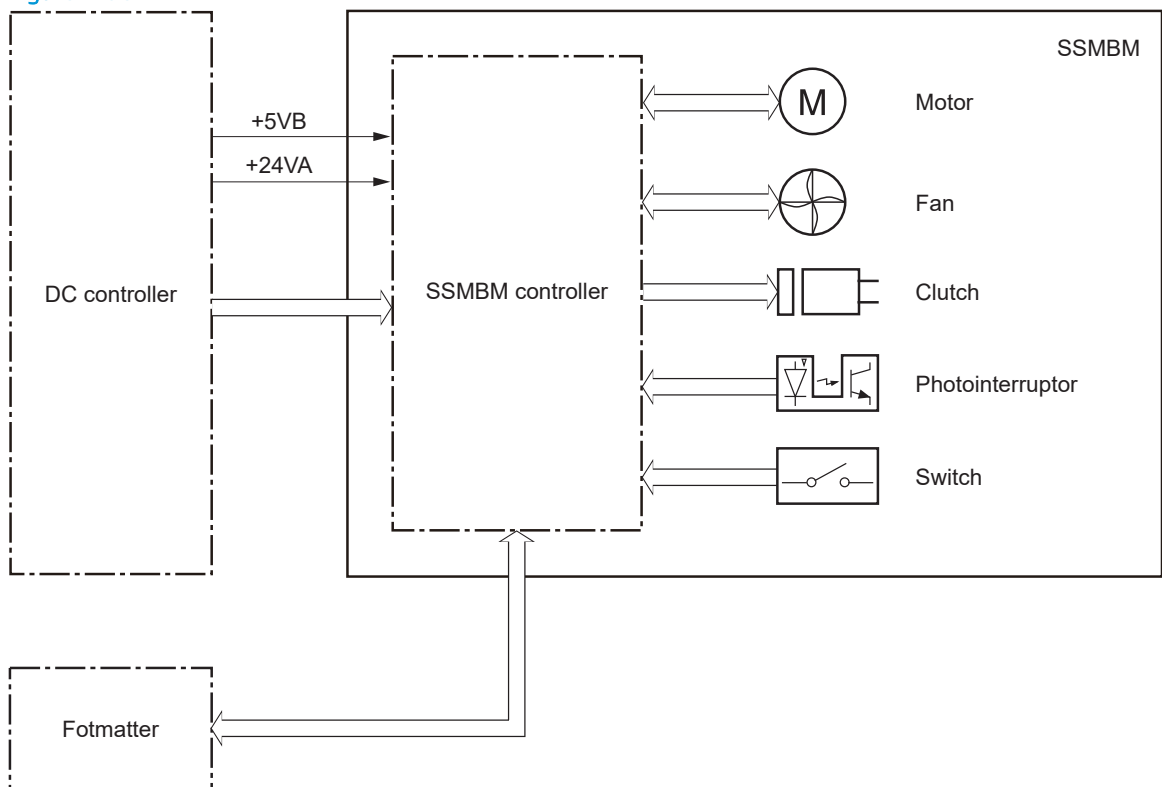 SSMBM
+5VB
+24VA
DC controller
SSMBM controller
M
Motor
Fan
Clutch
Photointerruptor
Switch
Fotmatter